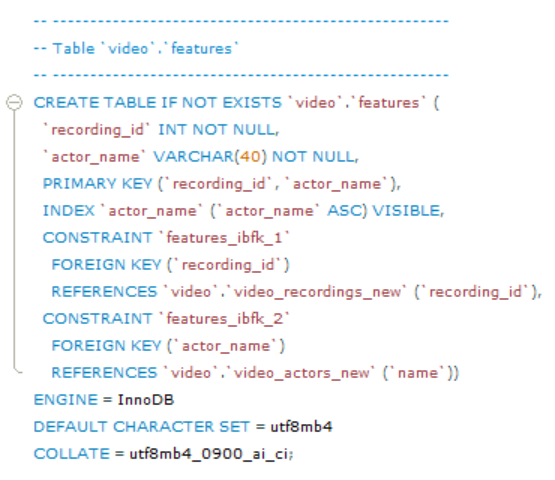 -- -----------------------------------------------------
-- Table `video`.`features`
-- -----------------------------------------------------
CREATE TABLE IF NOT EXISTS `video`.`features` (
`recording_id` INT NOT NULL,
`actor_name` VARCHAR(40) NOT NULL,
PRIMARY KEY (`recording_id`, `actor_name`),
INDEX `actor_name` (`actor_name` ASC) VISIBLE,
CONSTRAINT `features_ibfk_1`
FOREIGN KEY (`recording_id`)
REFERENCES `video`.`video_recordings_new` (`recording_id`),
CONSTRAINT `features_ibfk_2`
FOREIGN KEY (`actor_name`)
REFERENCES `video`.`video_actors_new` (`name`))
ENGINE = InnoDB
DEFAULT CHARACTER SET = utf8mb4
COLLATE = utf8mb4_0900_ai_ci;